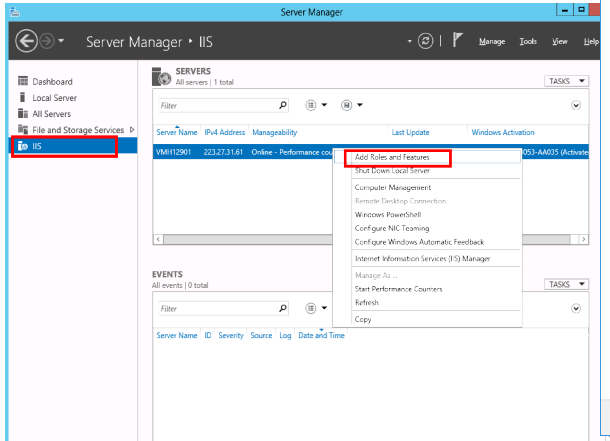 Server Manager
Server Manager • IIS
Manage Tools View Help
Dashboard
Local Server
All Servers
File and Storage Services
IIS
SERVERS
All servers | 1 total
TASKS
Filter
Server Name IPv4 Address Manageability Last Update Windows Activation
VMH12901 223.27.31.61 Online - Performance cou 053-AA035 (Activate
Add Roles and Features
Shut Down Local Server
Computer Management
Remote Desktop Connection
Windows PowerShell
Configure NIC Teaming
Configure Windows Automatic Feedback
Internet Information Services (IIS) Manager
Manage As ...
Start Performance Counters
Refresh
Copy
EVENTS
All events | 0 total
TASKS
Filter
Server Name ID Severity Source Log Date and Time